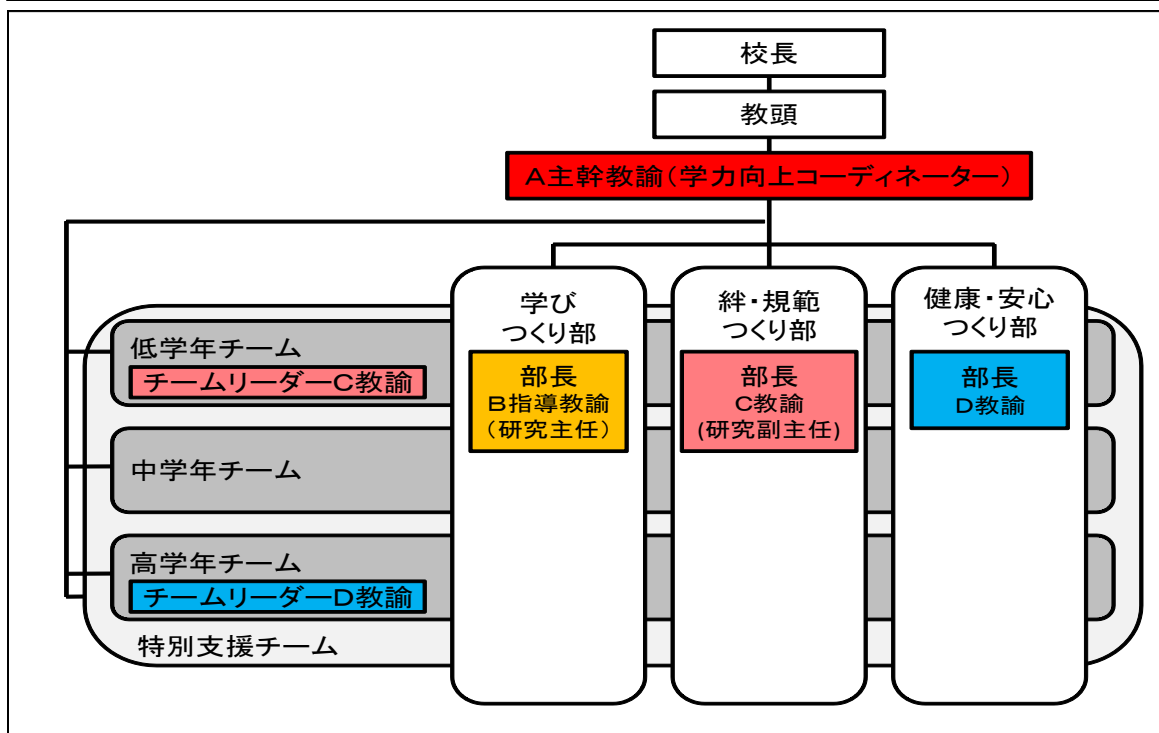 校長
教頭
A主幹教諭(学力向上コーディネーター)
学び
つくり部
部長
B指導教諭
(研究主任)
絆・規範
つくり部
部長
C教諭
(研究副主任)
健康・安心
つくり部
部長
D教諭
低学年チーム
チームリーダーC教諭
中学年チーム
高学年チーム
チームリーダーD教諭
特別支援チーム